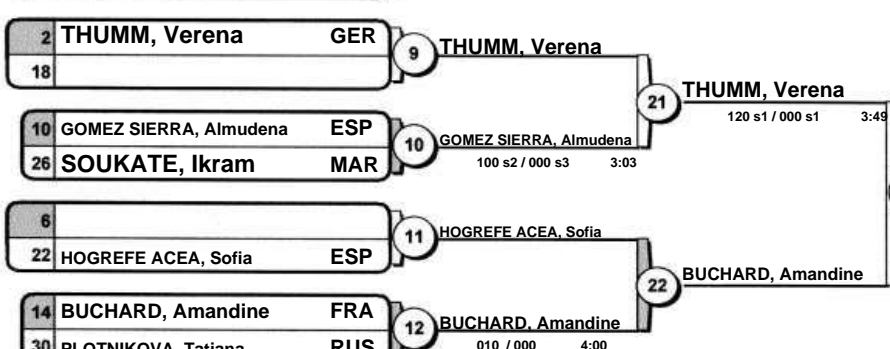 2 THUMM, Verena GER
18
9
THUMM, Verena
10 GOMEZ SIERRA, Almudena ESP
26 SOUKATE, Ikram MAR
10
GOMEZ SIERRA, Almudena
100 s2 / 000 s3 3:03
21
THUMM, Verena
120 s1 / 000 s1 3:49
6
22 HOGREFE ACEA, Sofia ESP
11
HOGREFE ACEA, Sofia
14 BUCHARD, Amandine FRA
30 PLOTNIKOVA, Tatiana RUS
12
BUCHARD, Amandine
010 / 000 4:00
22
BUCHARD, Amandine